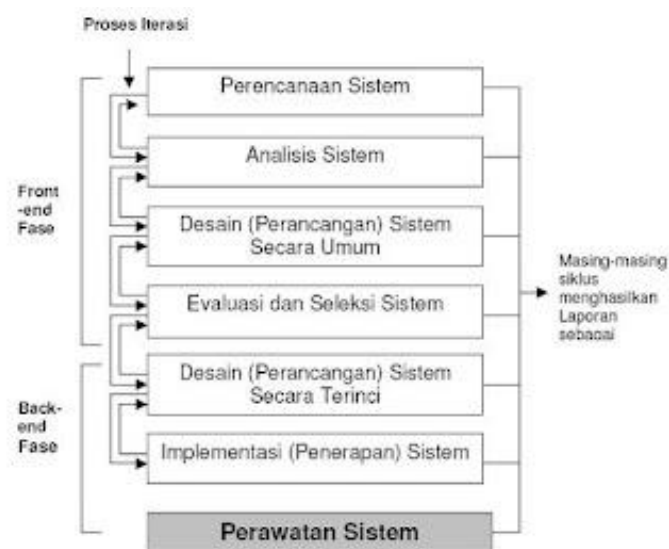 Proses Iterasi
Perencanaan Sistem
Analisis Sistem
Front
-end
Fase
Desain (Perancangan) Sistem
Secara Umum
Evaluasi dan Seleksi Sistem
Masing-masing
siklus
menghasilkan
Laporan
sebagai
Desain (Perancangan) Sistem
Secara Terinci
Back-
end
Fase
Implementasi (Penerapan) Sistem
Perawatan Sistem